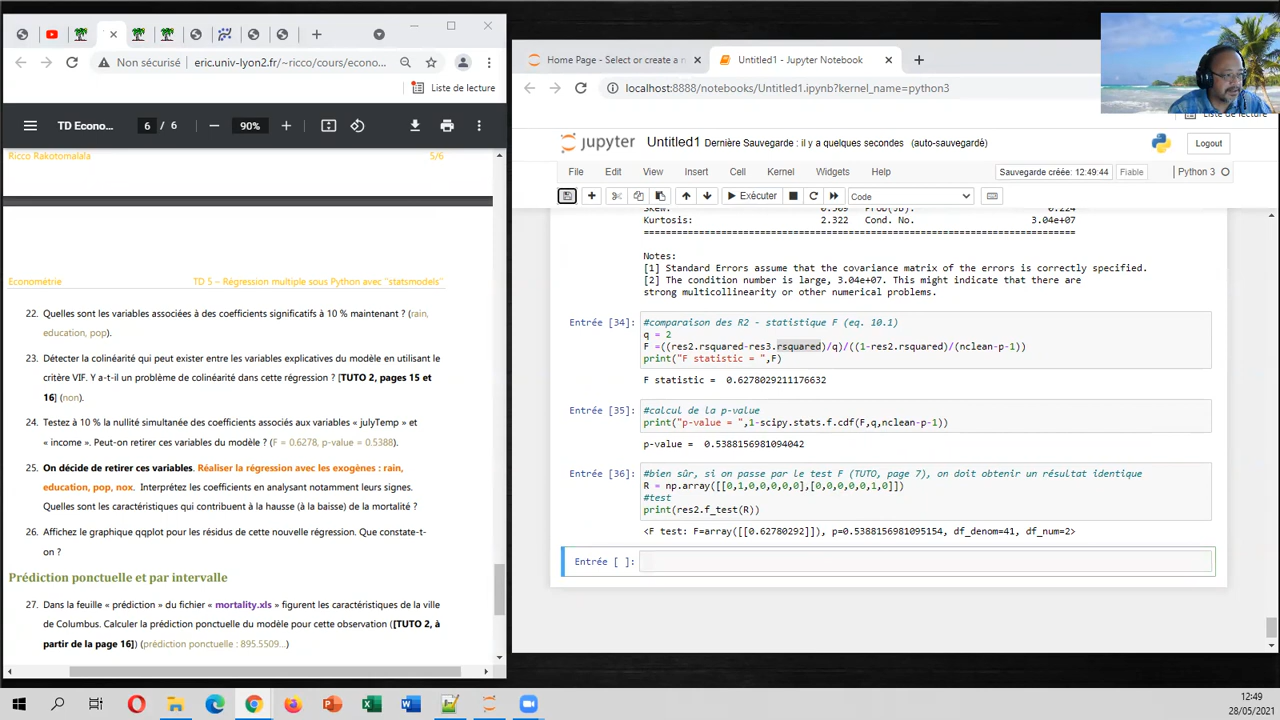 Non sécurisé
eric.univ-lyon2.fr/~ricco/cours/econo...
Liste de lecture
TD Econo...
6 / 6
90%
Ricco Rakotomalala
5/6
Econométrie
TD 5 – Régression multiple sous Python avec "statsmodels"
22. Quelles sont les variables associées à des coefficients significatifs à 10 % maintenant ? (rain,
education, pop).
23. Détecter la colinéarité qui peut exister entre les variables explicatives du modèle en utilisant le
critère VIF. Y a-t-il un problème de colinéarité dans cette régression ? [TUTO 2, pages 15 et
16] (non).
24. Testez à 10 % la nullité simultanée des coefficients associés aux variables « julyTemp » et
« income ». Peut-on retirer ces variables du modèle ? (F = 0.6278, p-value = 0.5388).
25. On décide de retirer ces variables. Réaliser la régression avec les exogènes : rain,
education, pop, nox. Interprétez les coefficients en analysant notamment leurs signes.
Quelles sont les caractéristiques qui contribuent à la hausse (à la baisse) de la mortalité ?
26. Affichez le graphique qqplot pour les résidus de cette nouvelle régression. Que constate-t-
on ?
Prédiction ponctuelle et par intervalle
27. Dans la feuille « prédiction » du fichier « mortality.xls » figurent les caractéristiques de la ville
de Columbus. Calculer la prédiction ponctuelle du modèle pour cette observation ([TUTO 2, à
partir de la page 16]) (prédiction ponctuelle : 895.5509...)
Home Page - Select or create a n
Untitled1 - Jupyter Notebook
localhost:8888/notebooks/Untitled1.ipynb?kernel_name=python3
Liste de lecture
jupyter Untitled1 Dernière Sauvegarde : il y a quelques secondes (auto-sauvegardé)
Logout
File Edit View Insert Cell Kernel Widgets Help
Sauvegarde créée: 12:49:44
Fiable
Python 3
Exécuter
Code
Skew: 0.309 Prob(JB): 0.224
Kurtosis: 2.322 Cond. No. 3.04e+07
==============================================================================
Notes:
[1] Standard Errors assume that the covariance matrix of the errors is correctly specified.
[2] The condition number is large, 3.04e+07. This might indicate that there are
strong multicollinearity or other numerical problems.
Entrée [34]: #comparaison des R2 - statistique F (eq. 10.1)
q = 2
F =((res2.rsquared-res3.rsquared)/q)/((1-res2.rsquared)/(nclean-p-1))
print("F statistic = ",F)
F statistic =  0.6278029211176632
Entrée [35]: #calcul de la p-value
print("p-value = ",1-scipy.stats.f.cdf(F,q,nclean-p-1))
p-value =  0.5388156981094042
Entrée [36]: #bien sûr, si on passe par le test F (TUTO, page 7), on doit obtenir un résultat identique
R = np.array([[0,1,0,0,0,0,0],[0,0,0,0,0,1,0]])
#test
print(res2.f_test(R))
<F test: F=array([[0.62780292]]), p=0.5388156981095154, df_denom=41, df_num=2>
Entrée [ ]:
12:49
28/05/2021